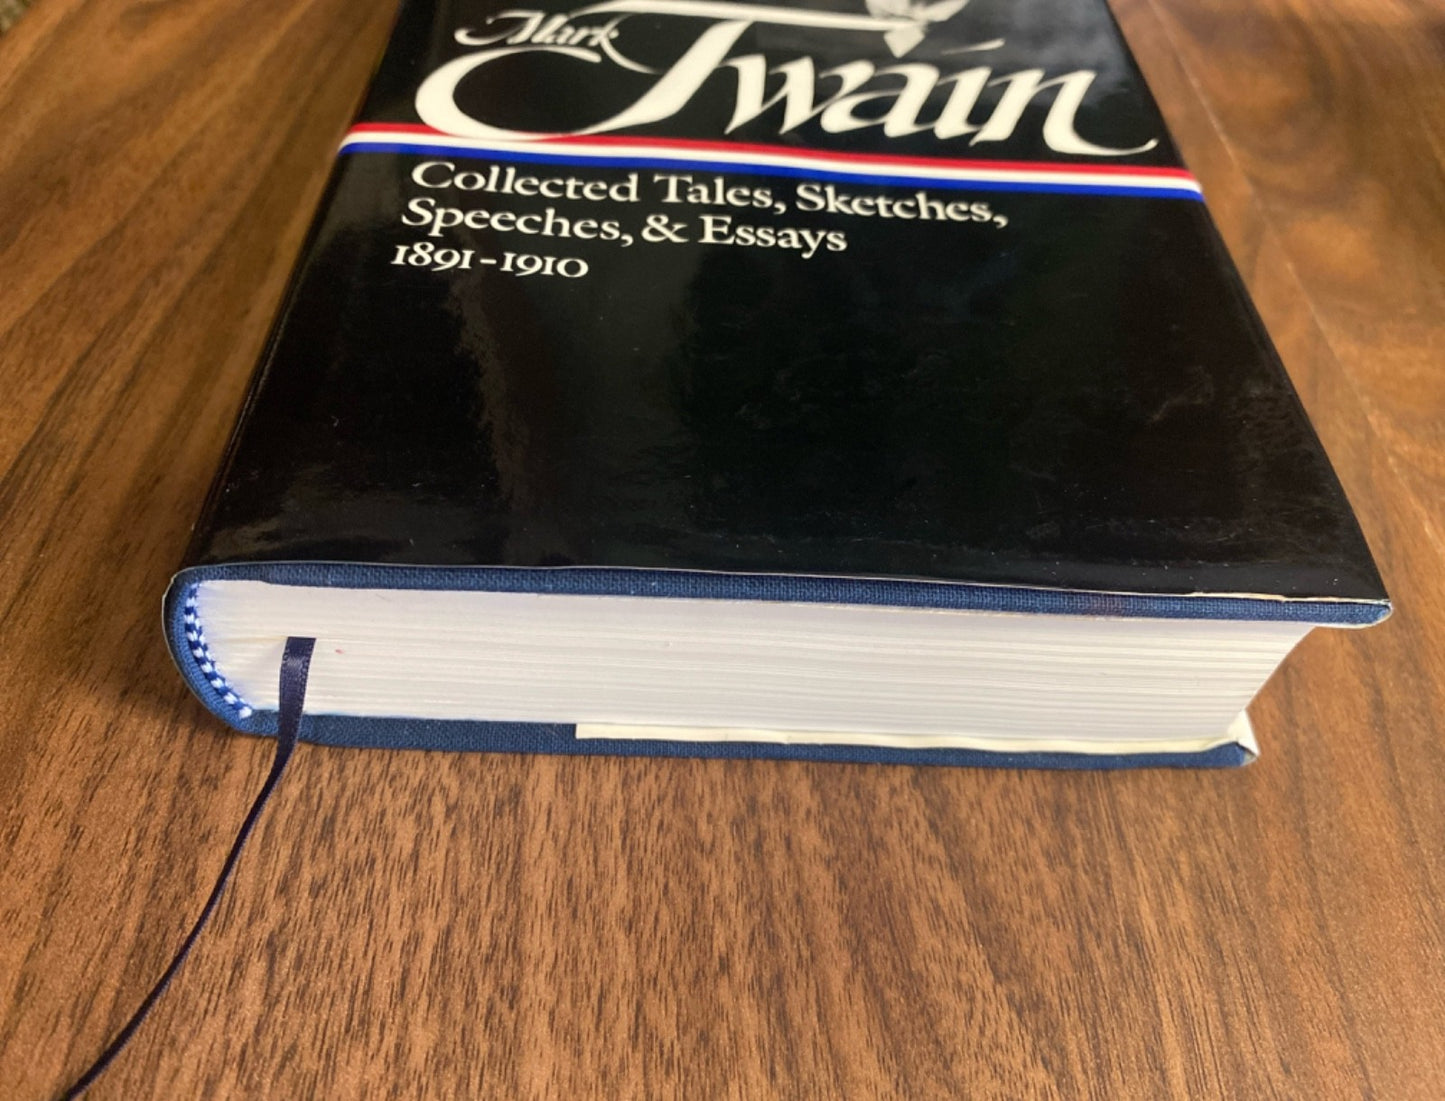 Mark Twain
Collected Tales, Sketches,
Speeches, & Essays
1891-1910